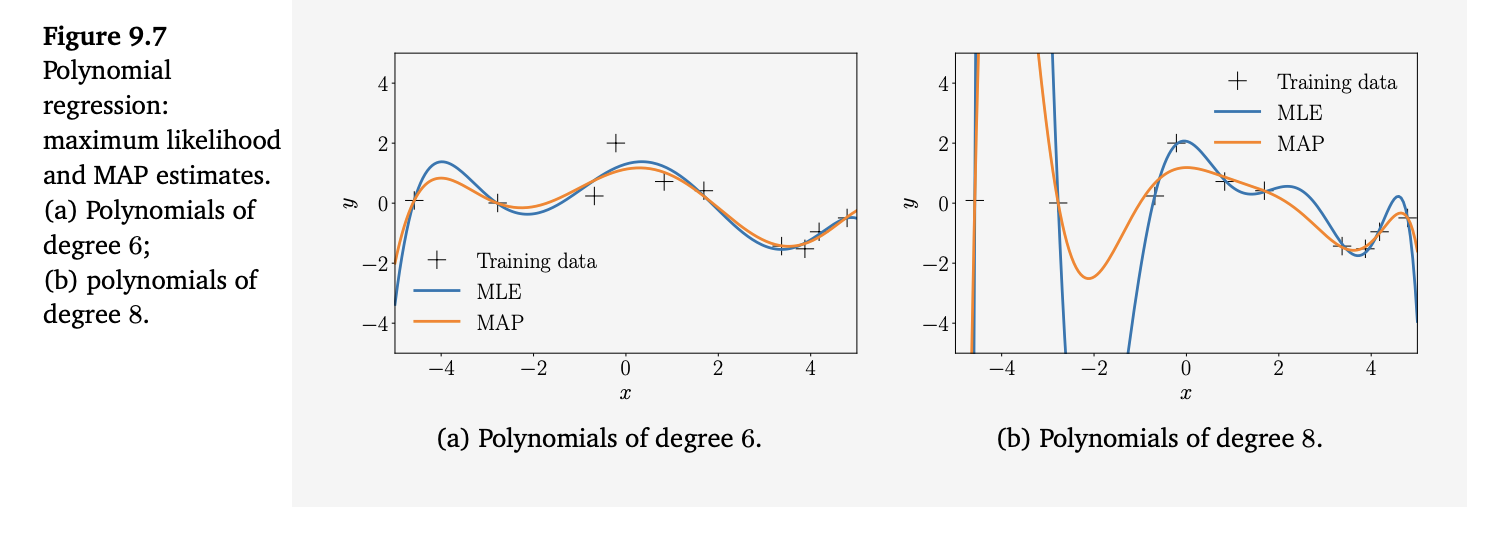 Figure 9.7
Polynomial
regression:
maximum likelihood
and MAP estimates.
(a) Polynomials of
degree 6;
(b) polynomials of
degree 8.
4
2
0
−2
−4
y
Training data
MLE
MAP
−4 −2 0 2 4
x
(a) Polynomials of degree 6.
4
2
0
−2
−4
y
Training data
MLE
MAP
−4 −2 0 2 4
x
(b) Polynomials of degree 8.